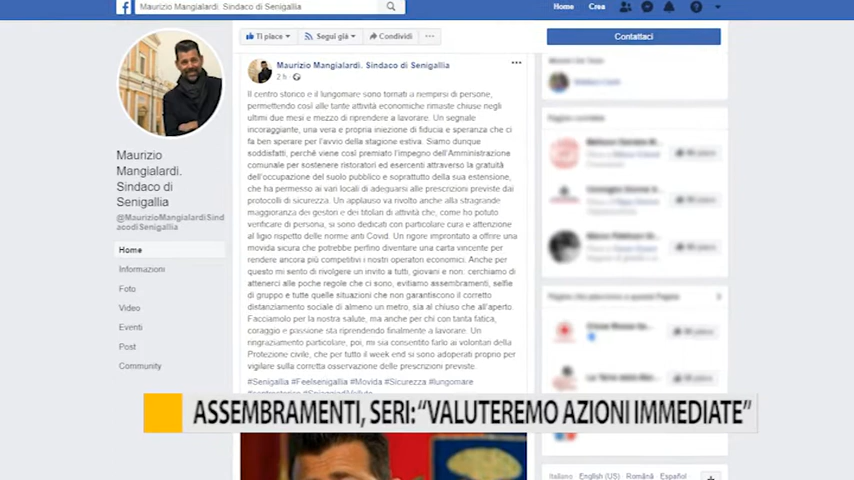 Maurizio Mangialardi. Sindaco di Senigallia
Home Crea
Ti piace Segui già Condividi ...
Contattaci
Maurizio
Mangialardi.
Sindaco di
Senigallia
@MaurizioMangialardiSind
acodiSenigallia
Home
Informazioni
Foto
Video
Eventi
Post
Community
Maurizio Mangialardi. Sindaco di Senigallia
2 h
Il centro storico e il lungomare sono tornati a riempirsi di persone,
permettendo così alle tante attività economiche rimaste chiuse negli
ultimi due mesi e mezzo di riprendere a lavorare. Un segnale
incoraggiante, una vera e propria iniezione di fiducia e speranza che ci
fa ben sperare per l'avvio della stagione estiva. Siamo dunque
soddisfatti, perché viene così premiato l'impegno dell'Amministrazione
comunale per sostenere ristoratori ed esercenti attraverso la gratuità
dell'occupazione del suolo pubblico e soprattutto della sua estensione,
che ha permesso ai vari locali di adeguarsi alle prescrizioni previste dai
protocolli di sicurezza. Un applauso va rivolto anche alla stragrande
maggioranza dei gestori e dei titolari di attività che, come ho potuto
verificare di persona, si sono dedicati con particolare cura e attenzione
al ligio rispetto delle norme anti Covid. Un rigore improntato a offrire una
movida sicura che potrebbe perfino diventare una carta vincente per
rendere ancora più competitivi i nostri operatori economici. Anche per
questo mi sento di rivolgere un invito a tutti, giovani e non: cerchiamo di
attenerci alle poche regole che ci sono, evitiamo assembramenti, selfie
di gruppo e tutte quelle situazioni che non garantiscono il corretto
distanziamento sociale di almeno un metro, sia al chiuso che all'aperto.
Facciamolo per la nostra salute, ma anche per chi con tanta fatica,
coraggio e passione sta riprendendo finalmente a lavorare. Un
ringraziamento particolare, poi, mi sia consentito farlo ai volontari della
Protezione civile, che per tutto il week end si sono adoperati proprio per
vigilare sulla corretta osservazione delle prescrizioni previste.
#Senigallia #Feelsenigallia #Movida #Sicurezza #lungomare
ASSEMBRAMENTI, SERI: "VALUTEREMO AZIONI IMMEDIATE"
Italiano English (US) Română Español